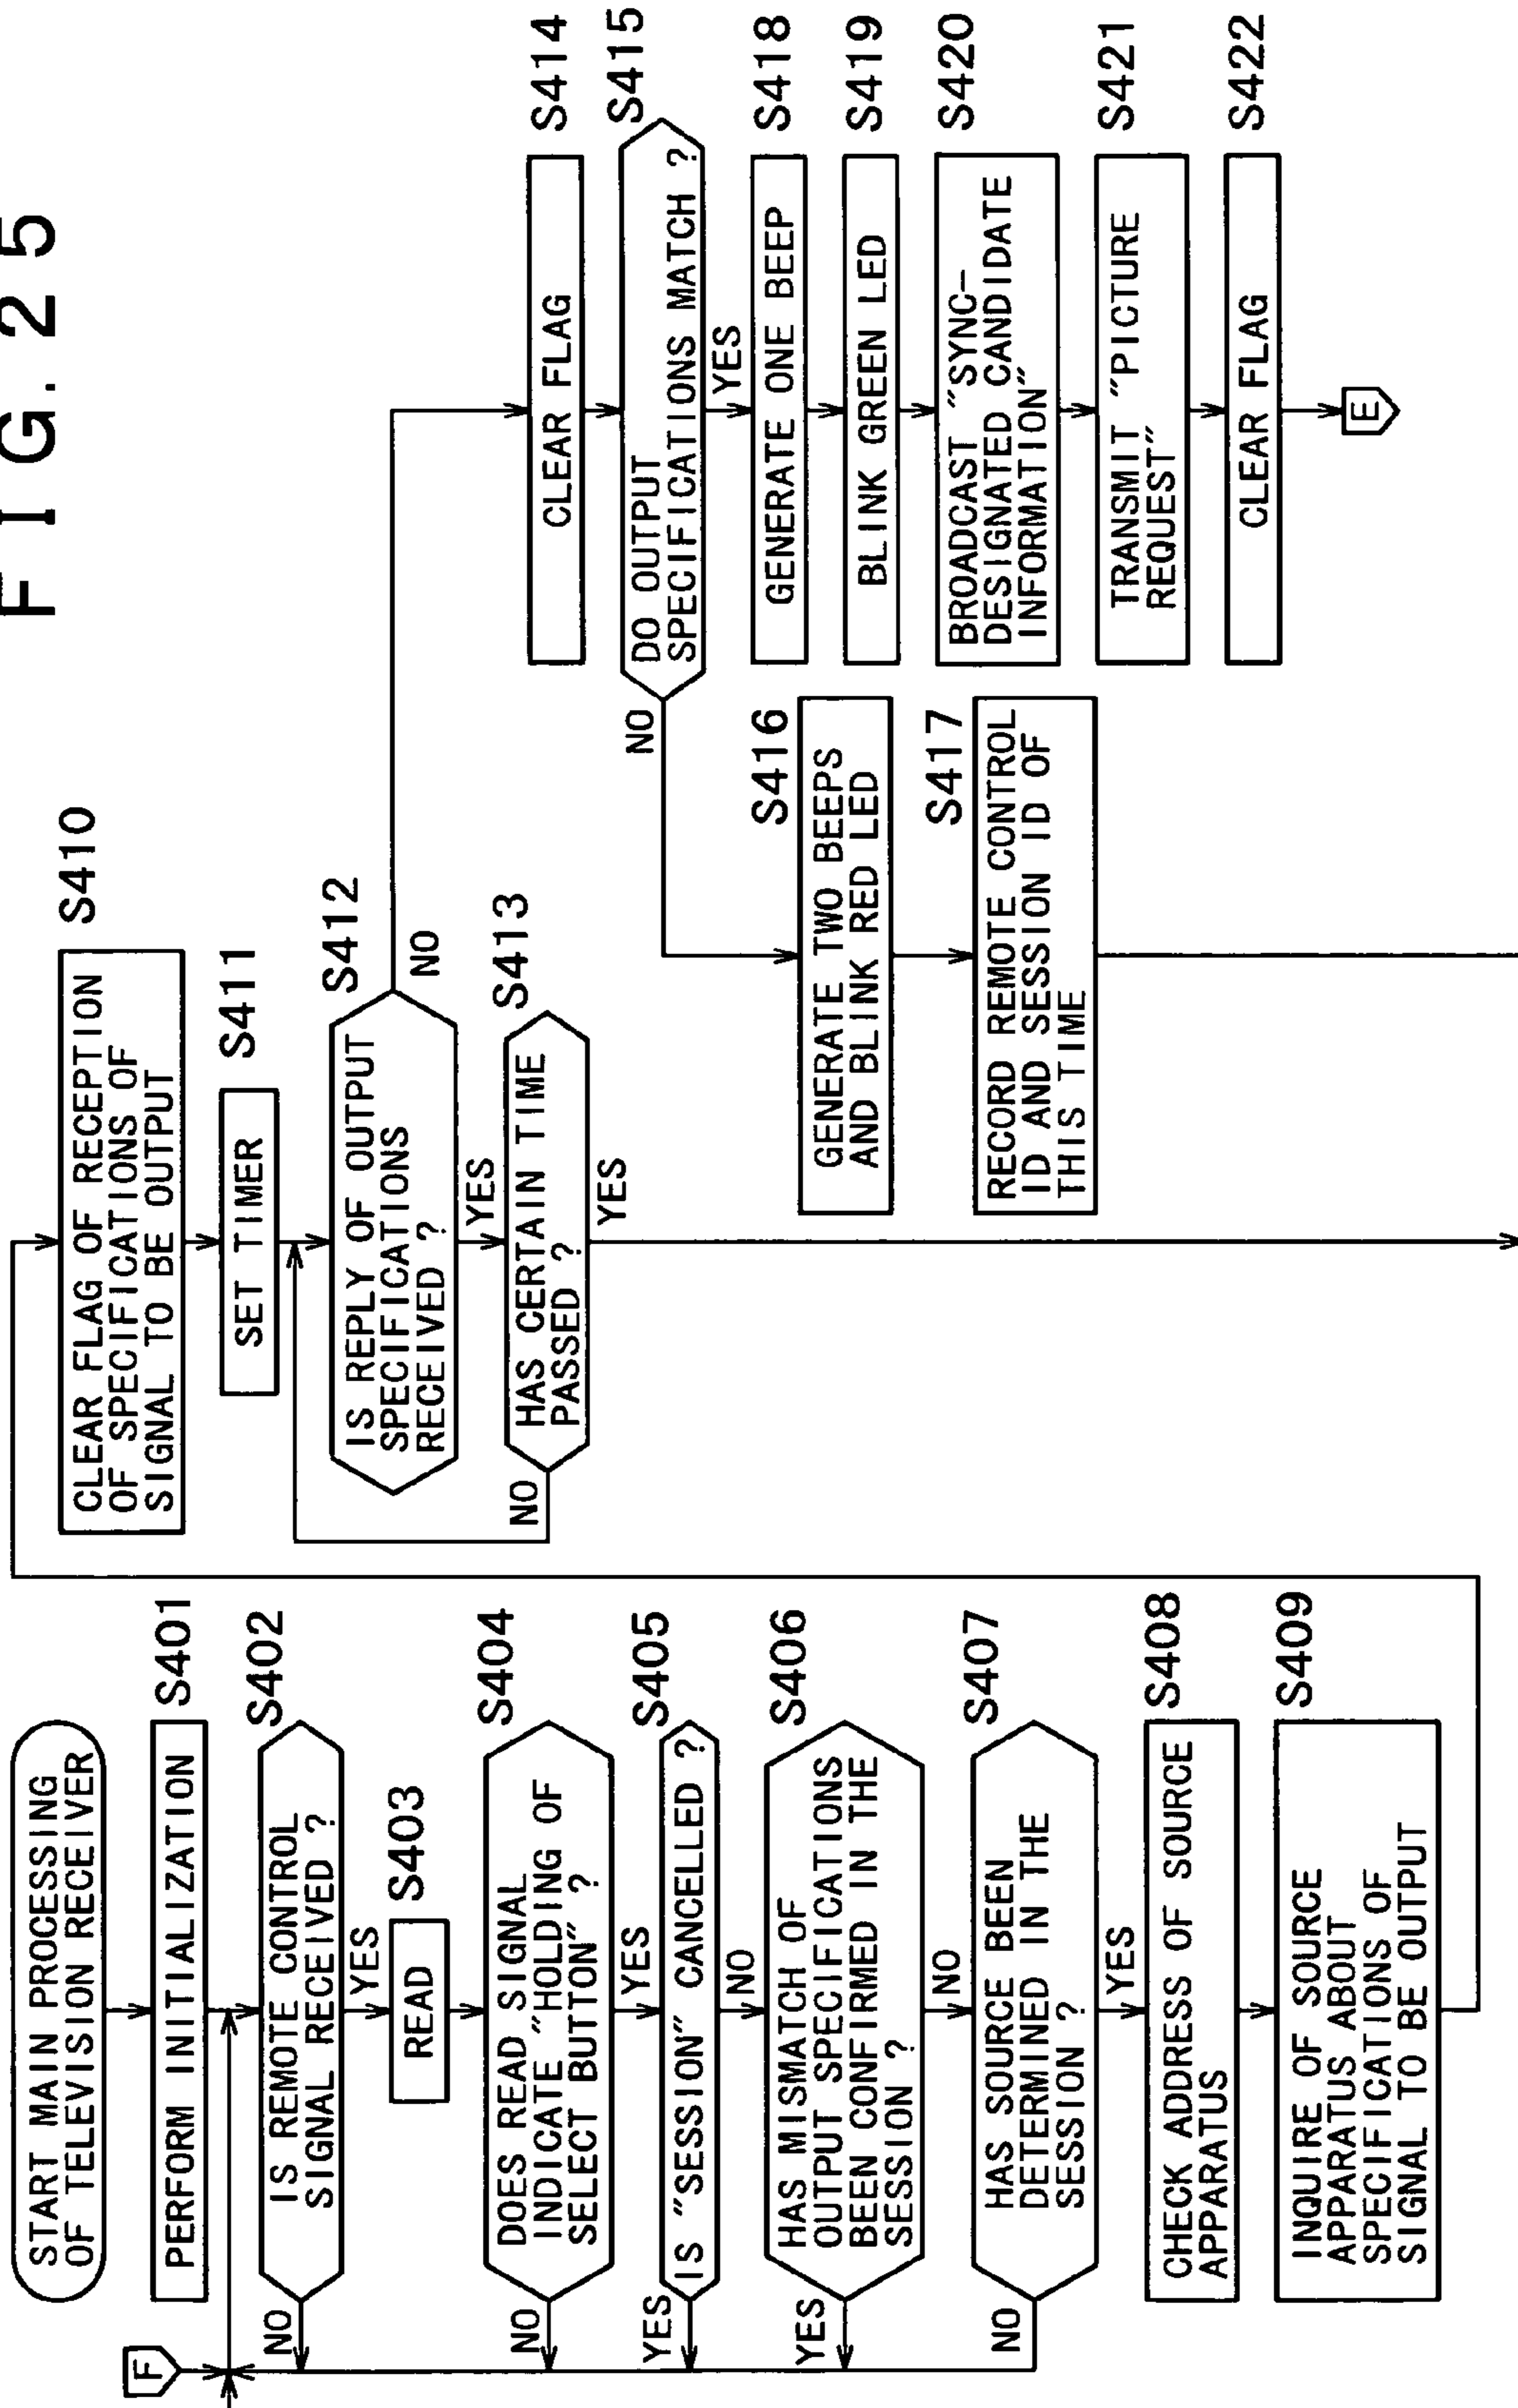 FIG. 25
START MAIN PROCESSING
OF TELEVISION RECEIVER
F
PERFORM INITIALIZATION
S401
IS REMOTE CONTROL
SIGNAL RECEIVED ?
S402
NO
YES
READ
S403
DOES READ SIGNAL
INDICATE "HOLDING OF
SELECT BUTTON" ?
S404
NO
YES
IS "SESSION" CANCELLED ?
S405
YES
NO
HAS MISMATCH OF
OUTPUT SPECIFICATIONS
BEEN CONFIRMED IN THE
SESSION ?
S406
YES
NO
HAS SOURCE BEEN
DETERMINED IN THE
SESSION ?
S407
NO
YES
CHECK ADDRESS OF SOURCE
APPARATUS
S408
INQUIRE OF SOURCE
APPARATUS ABOUT
SPECIFICATIONS OF
SIGNAL TO BE OUTPUT
S409
CLEAR FLAG OF RECEPTION
OF SPECIFICATIONS OF
SIGNAL TO BE OUTPUT
S410
SET TIMER
S411
IS REPLY OF OUTPUT
SPECIFICATIONS
RECEIVED ?
S412
NO
YES
HAS CERTAIN TIME
PASSED ?
S413
NO
YES
CLEAR FLAG
S414
DO OUTPUT
SPECIFICATIONS MATCH ?
S415
NO
YES
GENERATE TWO BEEPS
AND BLINK RED LED
S416
RECORD REMOTE CONTROL
ID AND SESSION ID OF
THIS TIME
S417
GENERATE ONE BEEP
S418
BLINK GREEN LED
S419
BROADCAST "SYNC-
DESIGNATED CANDIDATE
INFORMATION"
S420
TRANSMIT "PICTURE
REQUEST"
S421
CLEAR FLAG
S422
E